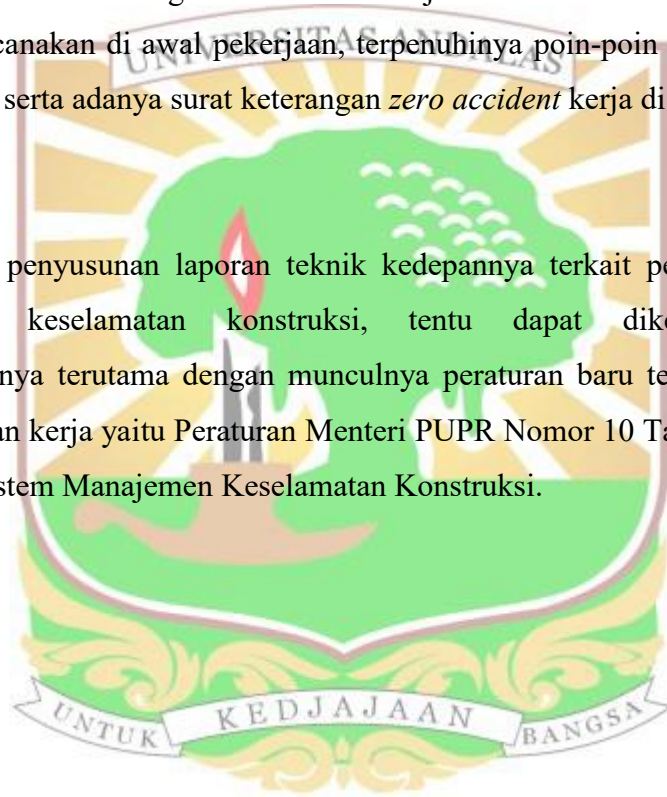 canakan di awal pekerjaan, terpenuhinya poin-poin
UNIVERSITAS ANDALAS
serta adanya surat keterangan zero accident kerja di
penyusunan laporan teknik kedepannya terkait pe
keselamatan konstruksi, tentu dapat dik
nya terutama dengan munculnya peraturan baru te
an kerja yaitu Peraturan Menteri PUPR Nomor 10 Ta
stem Manajemen Keselamatan Konstruksi.
UNTUK KEDJAJAAN BANGSA